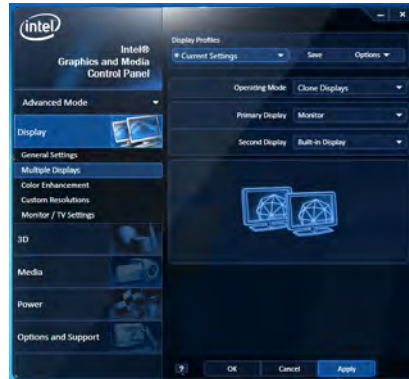 intel
Intel®
Graphics and Media
Control Panel
Advanced Mode
Display
General Settings
Multiple Displays
Color Enhancement
Custom Resolutions
Monitor / TV Settings
3D
Media
Power
Options and Support
Display Profiles
* Current Settings
Save
Options
Operating Mode
Clone Displays
Primary Display
Monitor
Second Display
Built-in Display
?
OK
Cancel
Apply